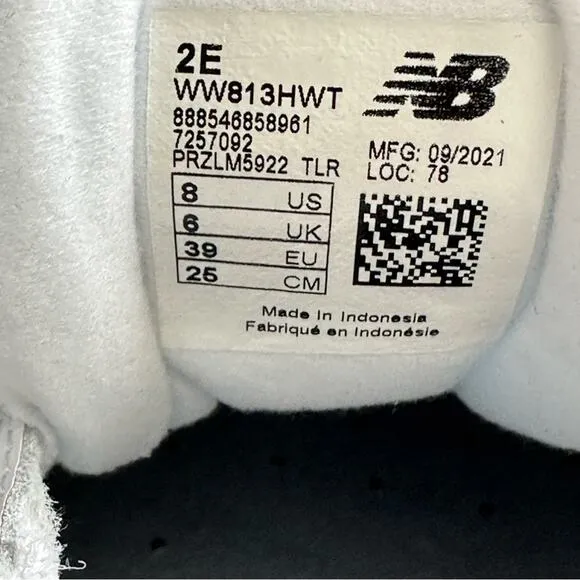 2E
WW813HWT
888546858961
7257092
PRZLM5922 TLR
NB
MFG: 09/2021
LOC: 78
8 US
6 UK
39 EU
25 CM
Made In Indonesia
Fabriqué en Indonésie